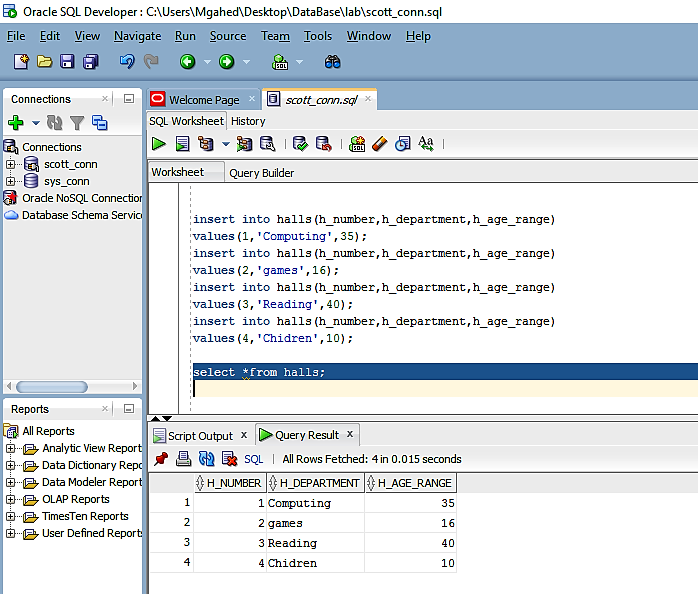 Oracle SQL Developer : C:\Users\Mgahed\Desktop\DataBase\lab\scott_conn.sql
File Edit View Navigate Run Source Team Tools Window Help
Connections
Connections
scott_conn
sys_conn
Oracle NoSQL Connection
Database Schema Servic
Reports
All Reports
Analytic View Report
Data Dictionary Repo
Data Modeler Report
OLAP Reports
TimesTen Reports
User Defined Reports
Welcome Page scott_conn.sql
SQL Worksheet History
Worksheet Query Builder
insert into halls(h_number,h_department,h_age_range)
values(1,'Computing',35);
insert into halls(h_number,h_department,h_age_range)
values(2,'games',16);
insert into halls(h_number,h_department,h_age_range)
values(3,'Reading',40);
insert into halls(h_number,h_department,h_age_range)
values(4,'Chidren',10);
select *from halls;
Script Output x Query Result x
SQL | All Rows Fetched: 4 in 0.015 seconds
H_NUMBER H_DEPARTMENT H_AGE_RANGE
1 1 Computing 35
2 2 games 16
3 3 Reading 40
4 4 Chidren 10